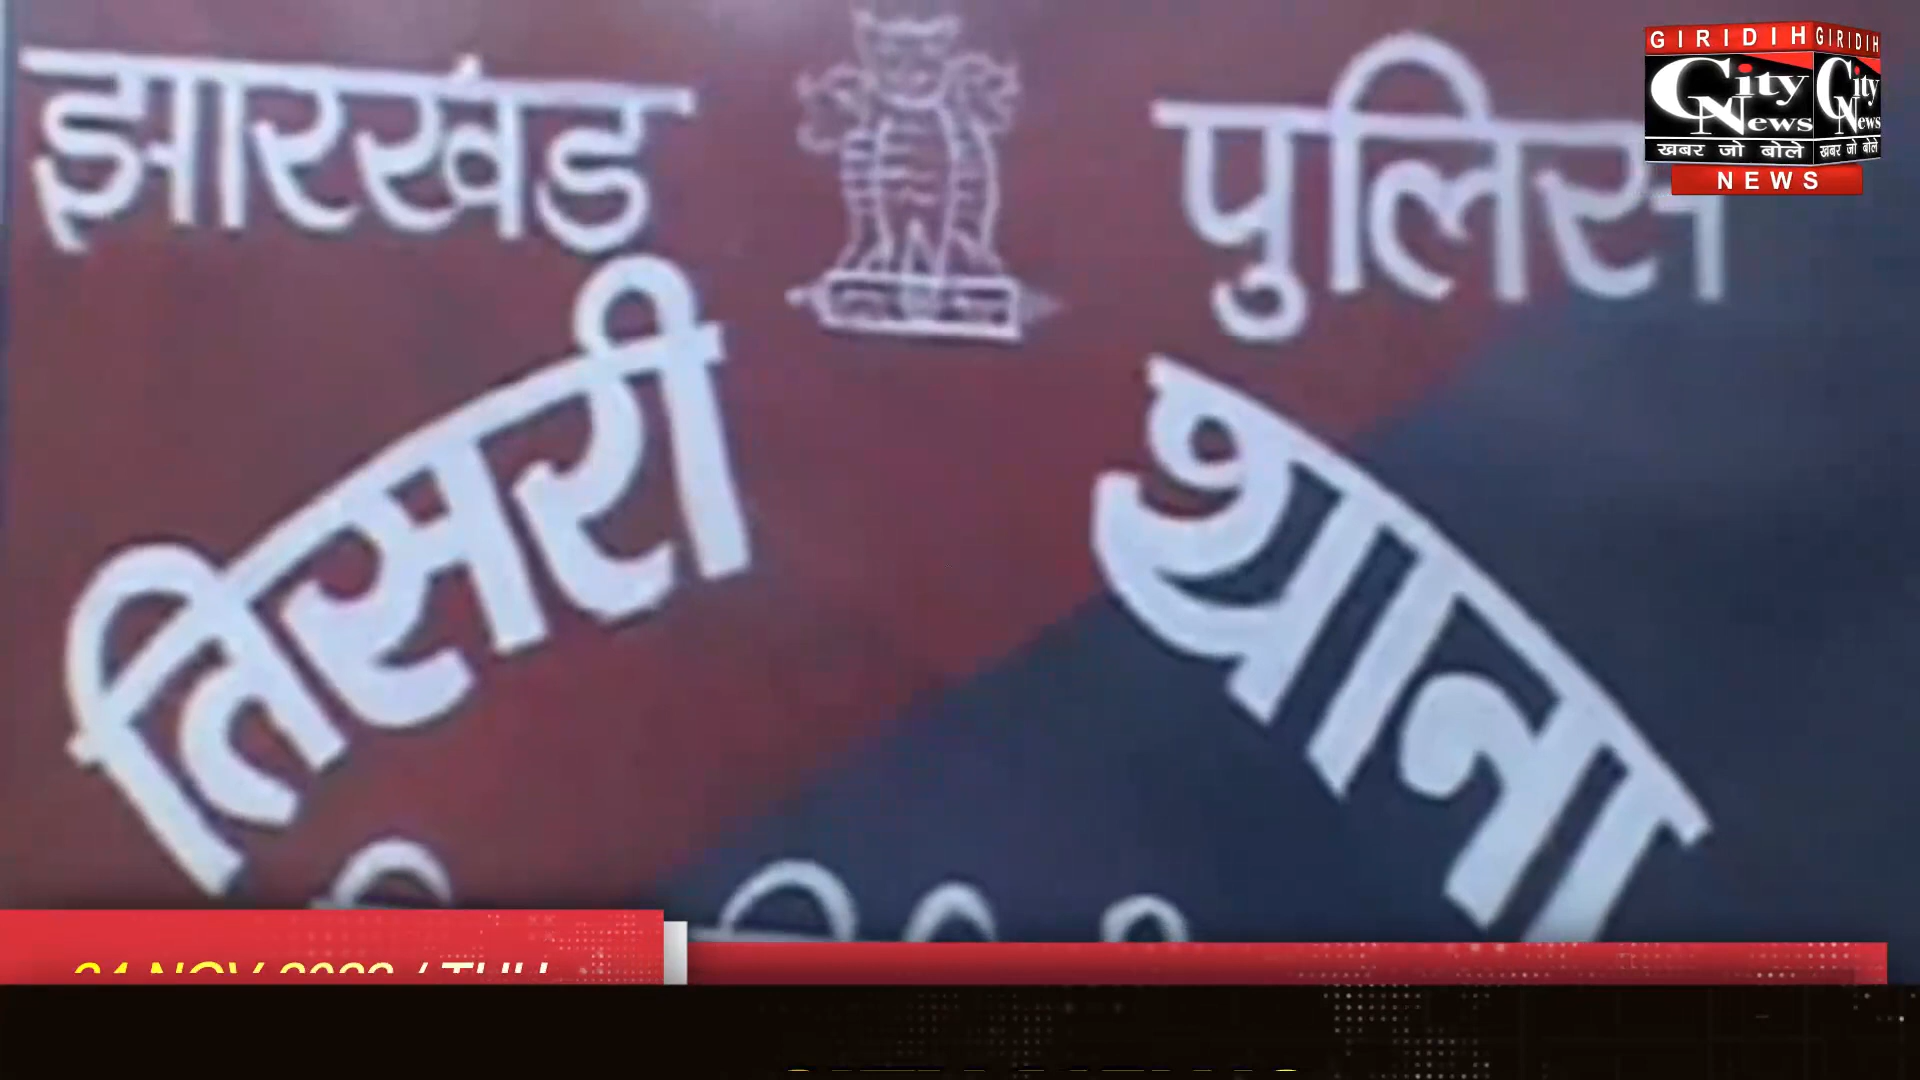 झारखंड पुलिस
तिसरी थाना
GIRIDIH GIRIDIH
City News City News
खबर जो बोले खबर जो बोले
NEWS